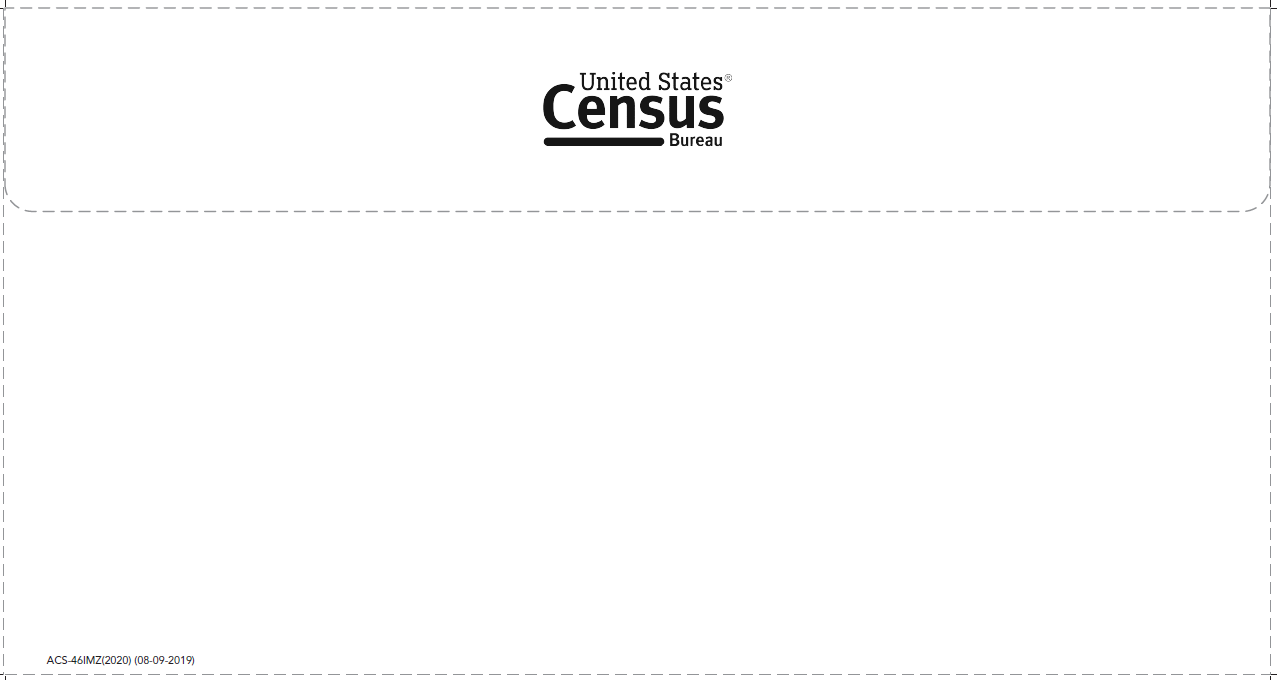 United States®
Census
Bureau
ACS-46IMZ(2020) (08-09-2019)